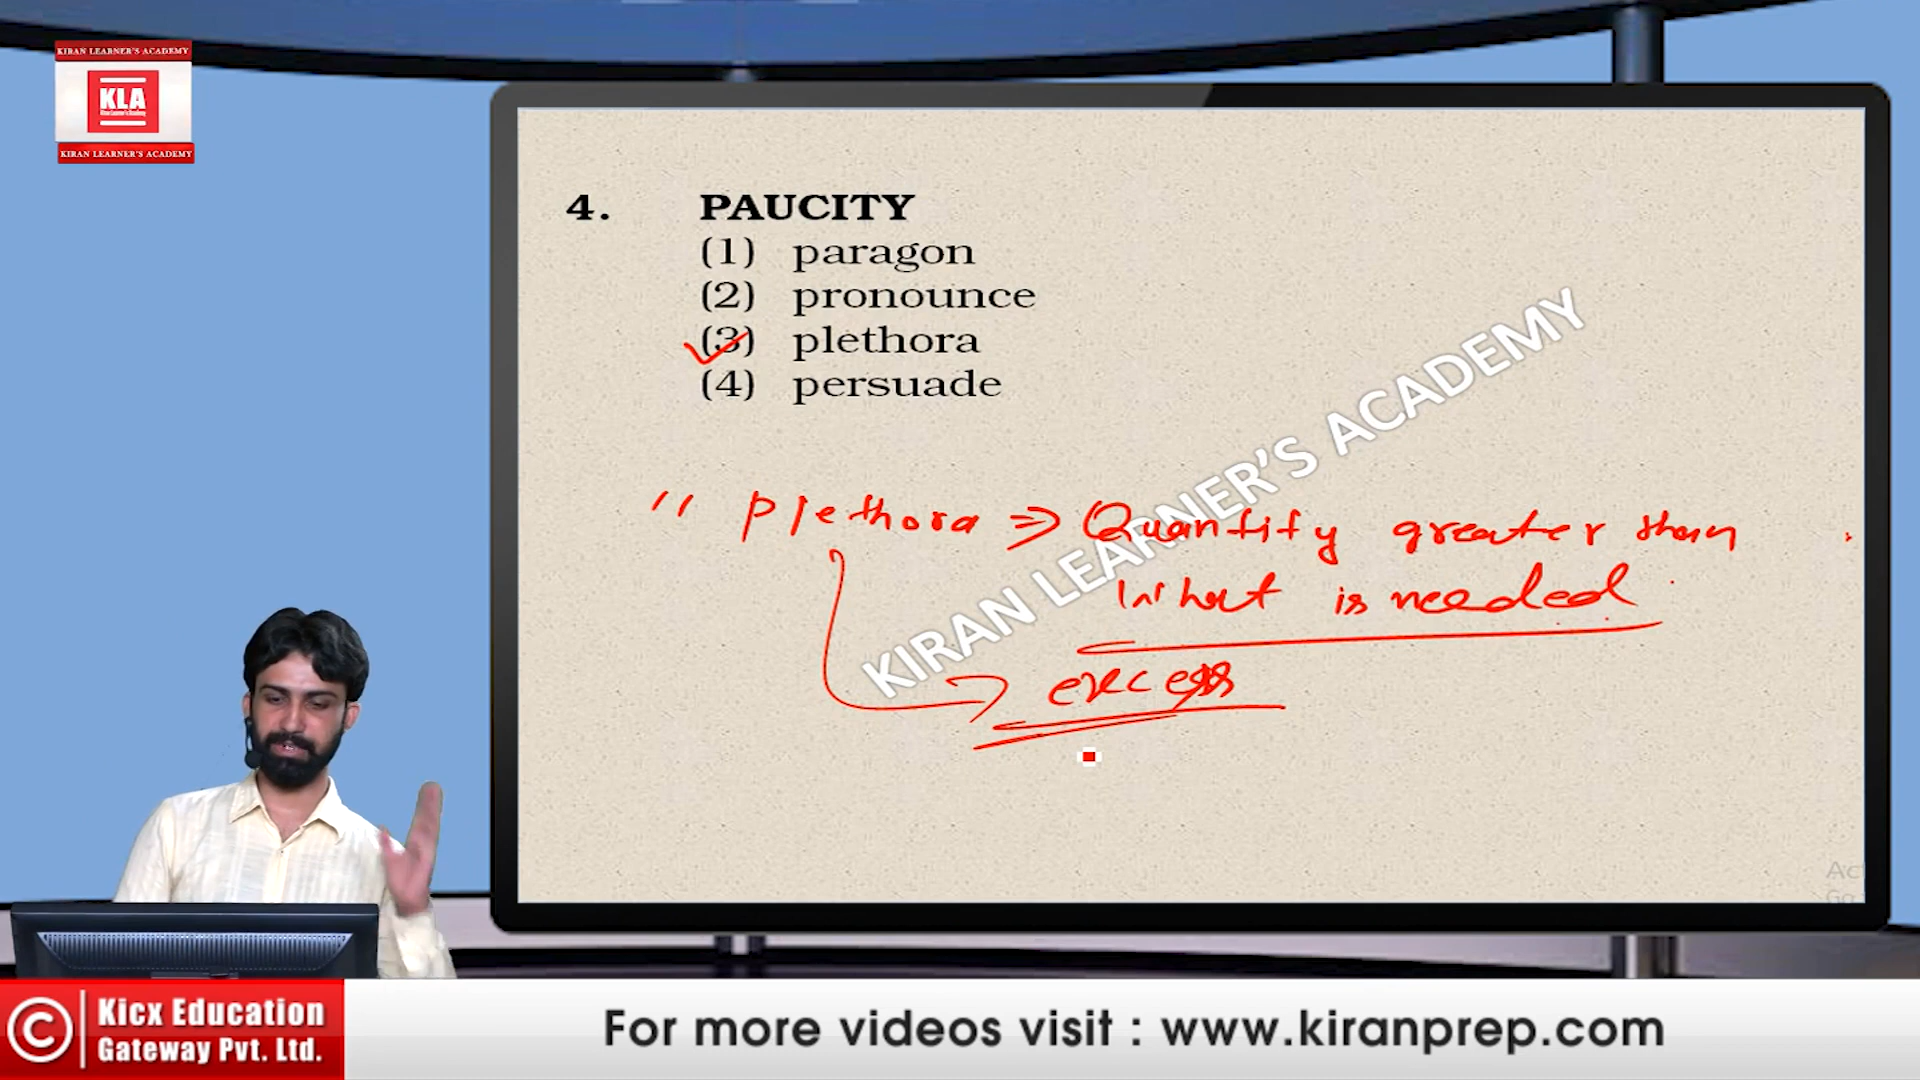 KIRAN LEARNER'S ACADEMY
KLA
KIRAN LEARNER'S ACADEMY
4. PAUCITY
(1) paragon
(2) pronounce
(3) plethora
(4) persuade
KIRAN LEARNER'S ACADEMY
" Plethora ⇒ Quantity greater than
What is needed
excess
© Kicx Education
Gateway Pvt. Ltd.
For more videos visit : www.kiranprep.com